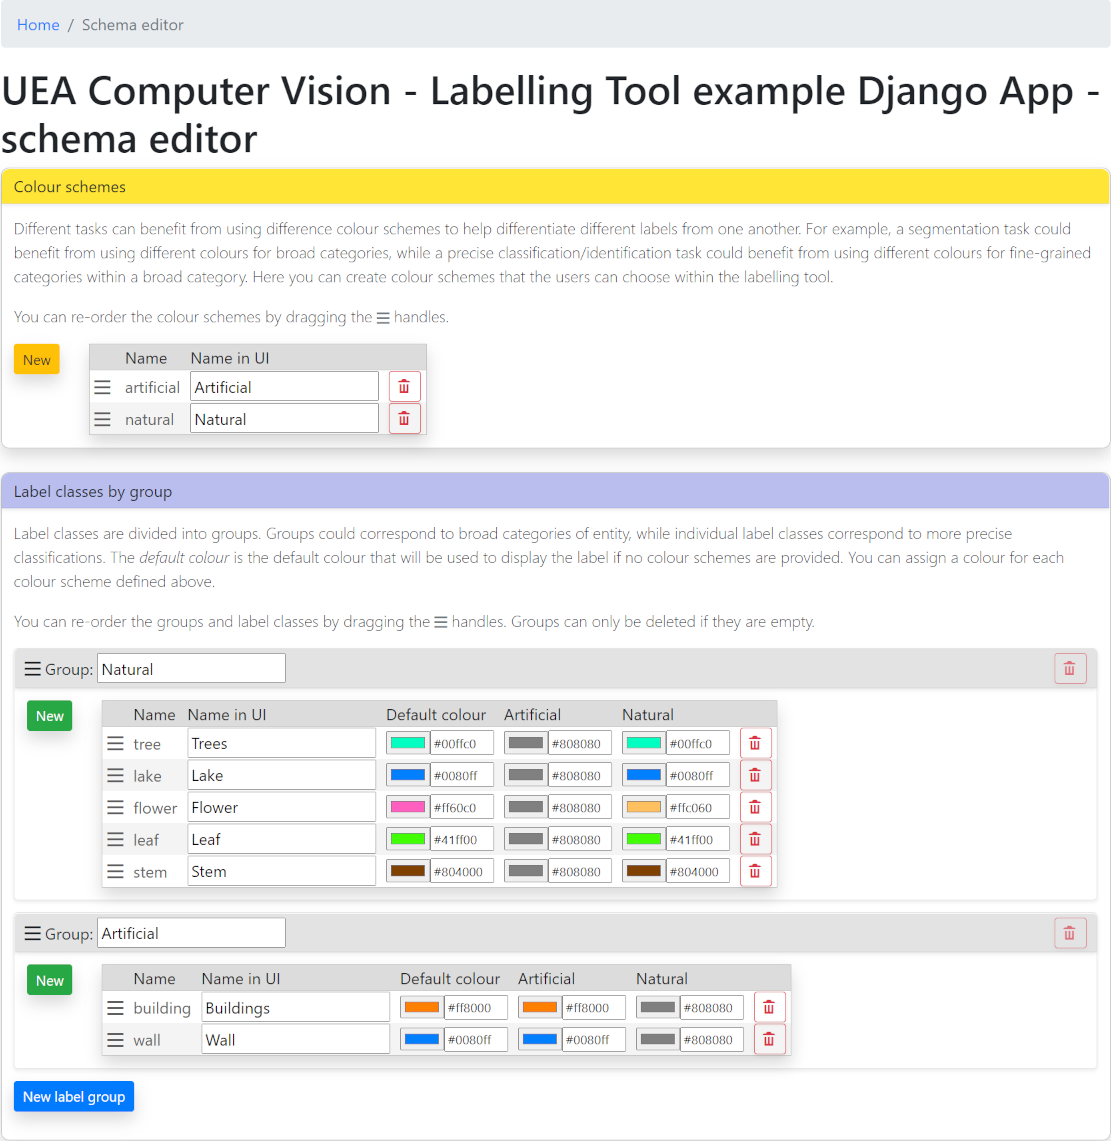 Home / Schema editor
UEA Computer Vision - Labelling Tool example Django App -
schema editor
Colour schemes
Different tasks can benefit from using difference colour schemes to help differentiate different labels from one another. For example, a segmentation task could
benefit from using different colours for broad categories, while a precise classification/identification task could benefit from using different colours for fine-grained
categories within a broad category. Here you can create colour schemes that the users can choose within the labelling tool.
You can re-order the colour schemes by dragging the ☰ handles.
New
Name Name in UI
artificial Artificial
natural Natural
Label classes by group
Label classes are divided into groups. Groups could correspond to broad categories of entity, while individual label classes correspond to more precise
classifications. The default colour is the default colour that will be used to display the label if no colour schemes are provided. You can assign a colour for each
colour scheme defined above.
You can re-order the groups and label classes by dragging the ☰ handles. Groups can only be deleted if they are empty.
Group: Natural
New
Name Name in UI Default colour Artificial Natural
tree Trees #00ffc0 #808080 #00ffc0
lake Lake #0080ff #808080 #0080ff
flower Flower #ff60c0 #808080 #ffc060
leaf Leaf #41ff00 #808080 #41ff00
stem Stem #804000 #808080 #804000
Group: Artificial
New
Name Name in UI Default colour Artificial Natural
building Buildings #ff8000 #ff8000 #808080
wall Wall #0080ff #0080ff #808080
New label group